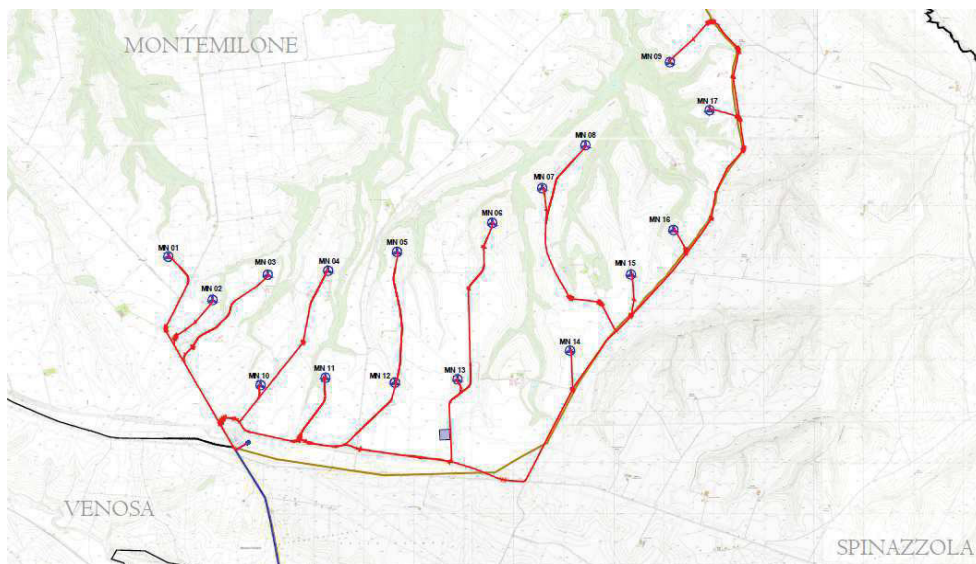 MONTEMILONE
MN 09
MN 17
MN 08
MN 07
MN 06
MN 16
MN 01
MN 05
MN 03
MN 04
MN 15
MN 02
MN 14
MN 10
MN 11
MN 12
MN 13
VENOSA
SPINAZZOLA